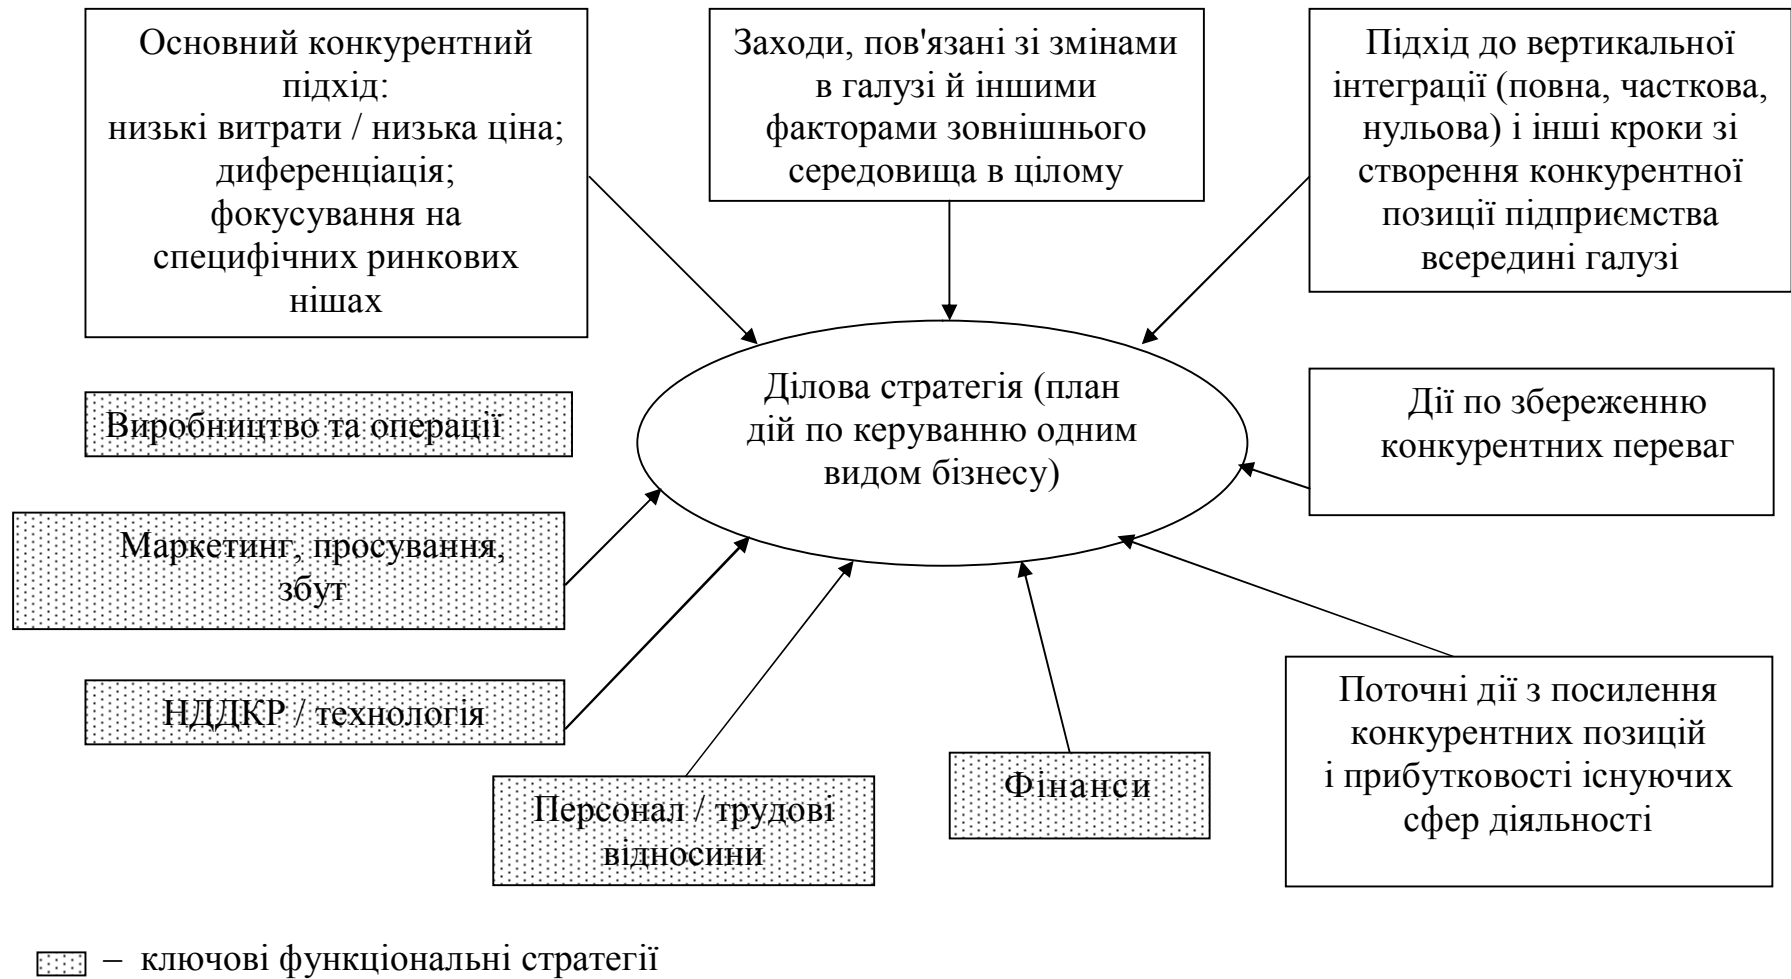 Основний конкурентний
підхід:
низькі витрати / низька ціна;
диференціація;
фокусування на
специфічних ринкових
нішах
Заходи, пов'язані зі змінами
в галузі й іншими
факторами зовнішнього
середовища в цілому
Підхід до вертикальної
інтеграції (повна, часткова,
нульова) і інші кроки зі
створення конкурентної
позиції підприємства
всередині галузі
Ділова стратегія (план
дій по керуванню одним
видом бізнесу)
Виробництво та операції
Дії по збереженню
конкурентних переваг
Маркетинг, просування,
збут
НДДКР / технологія
Персонал / трудові
відносини
Фінанси
Поточні дії з посилення
конкурентних позицій
і прибутковості існуючих
сфер діяльності
– ключові функціональні стратегії